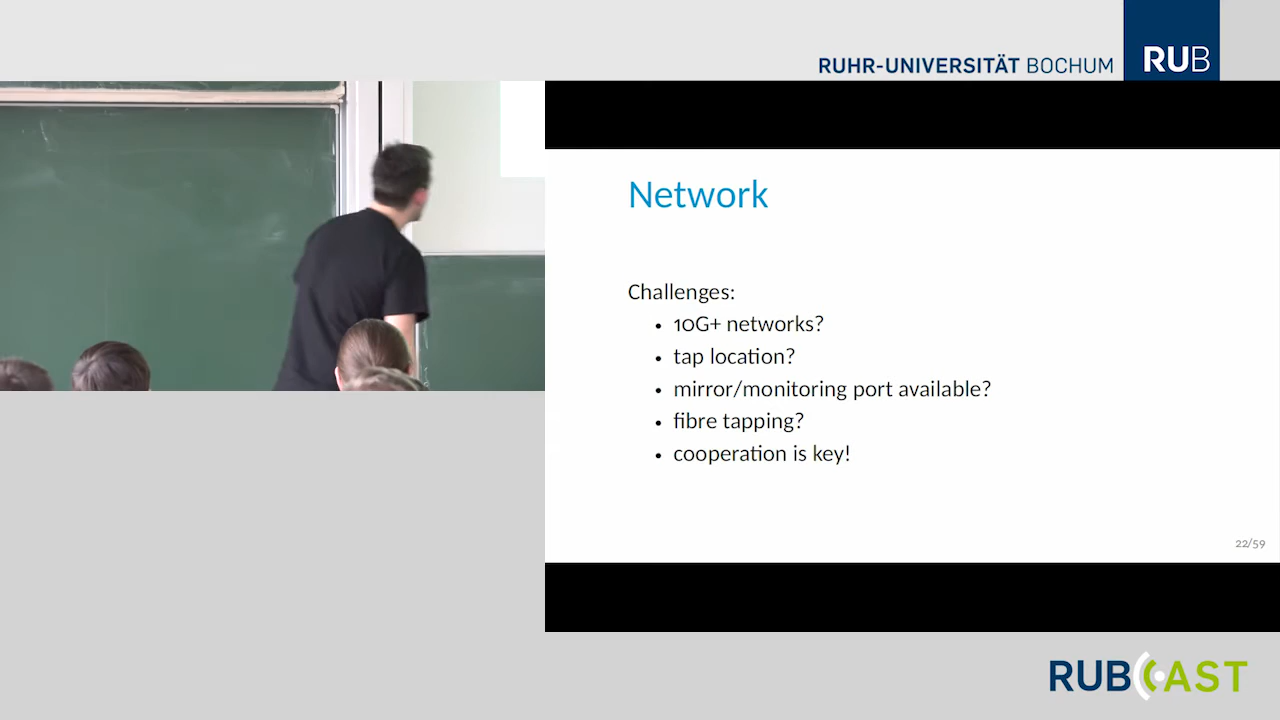 RUHR-UNIVERSITÄT BOCHUM
RUB
Network
Challenges:
• 10G+ networks?
• tap location?
• mirror/monitoring port available?
• fibre tapping?
• cooperation is key!
22/59
RUBCAST